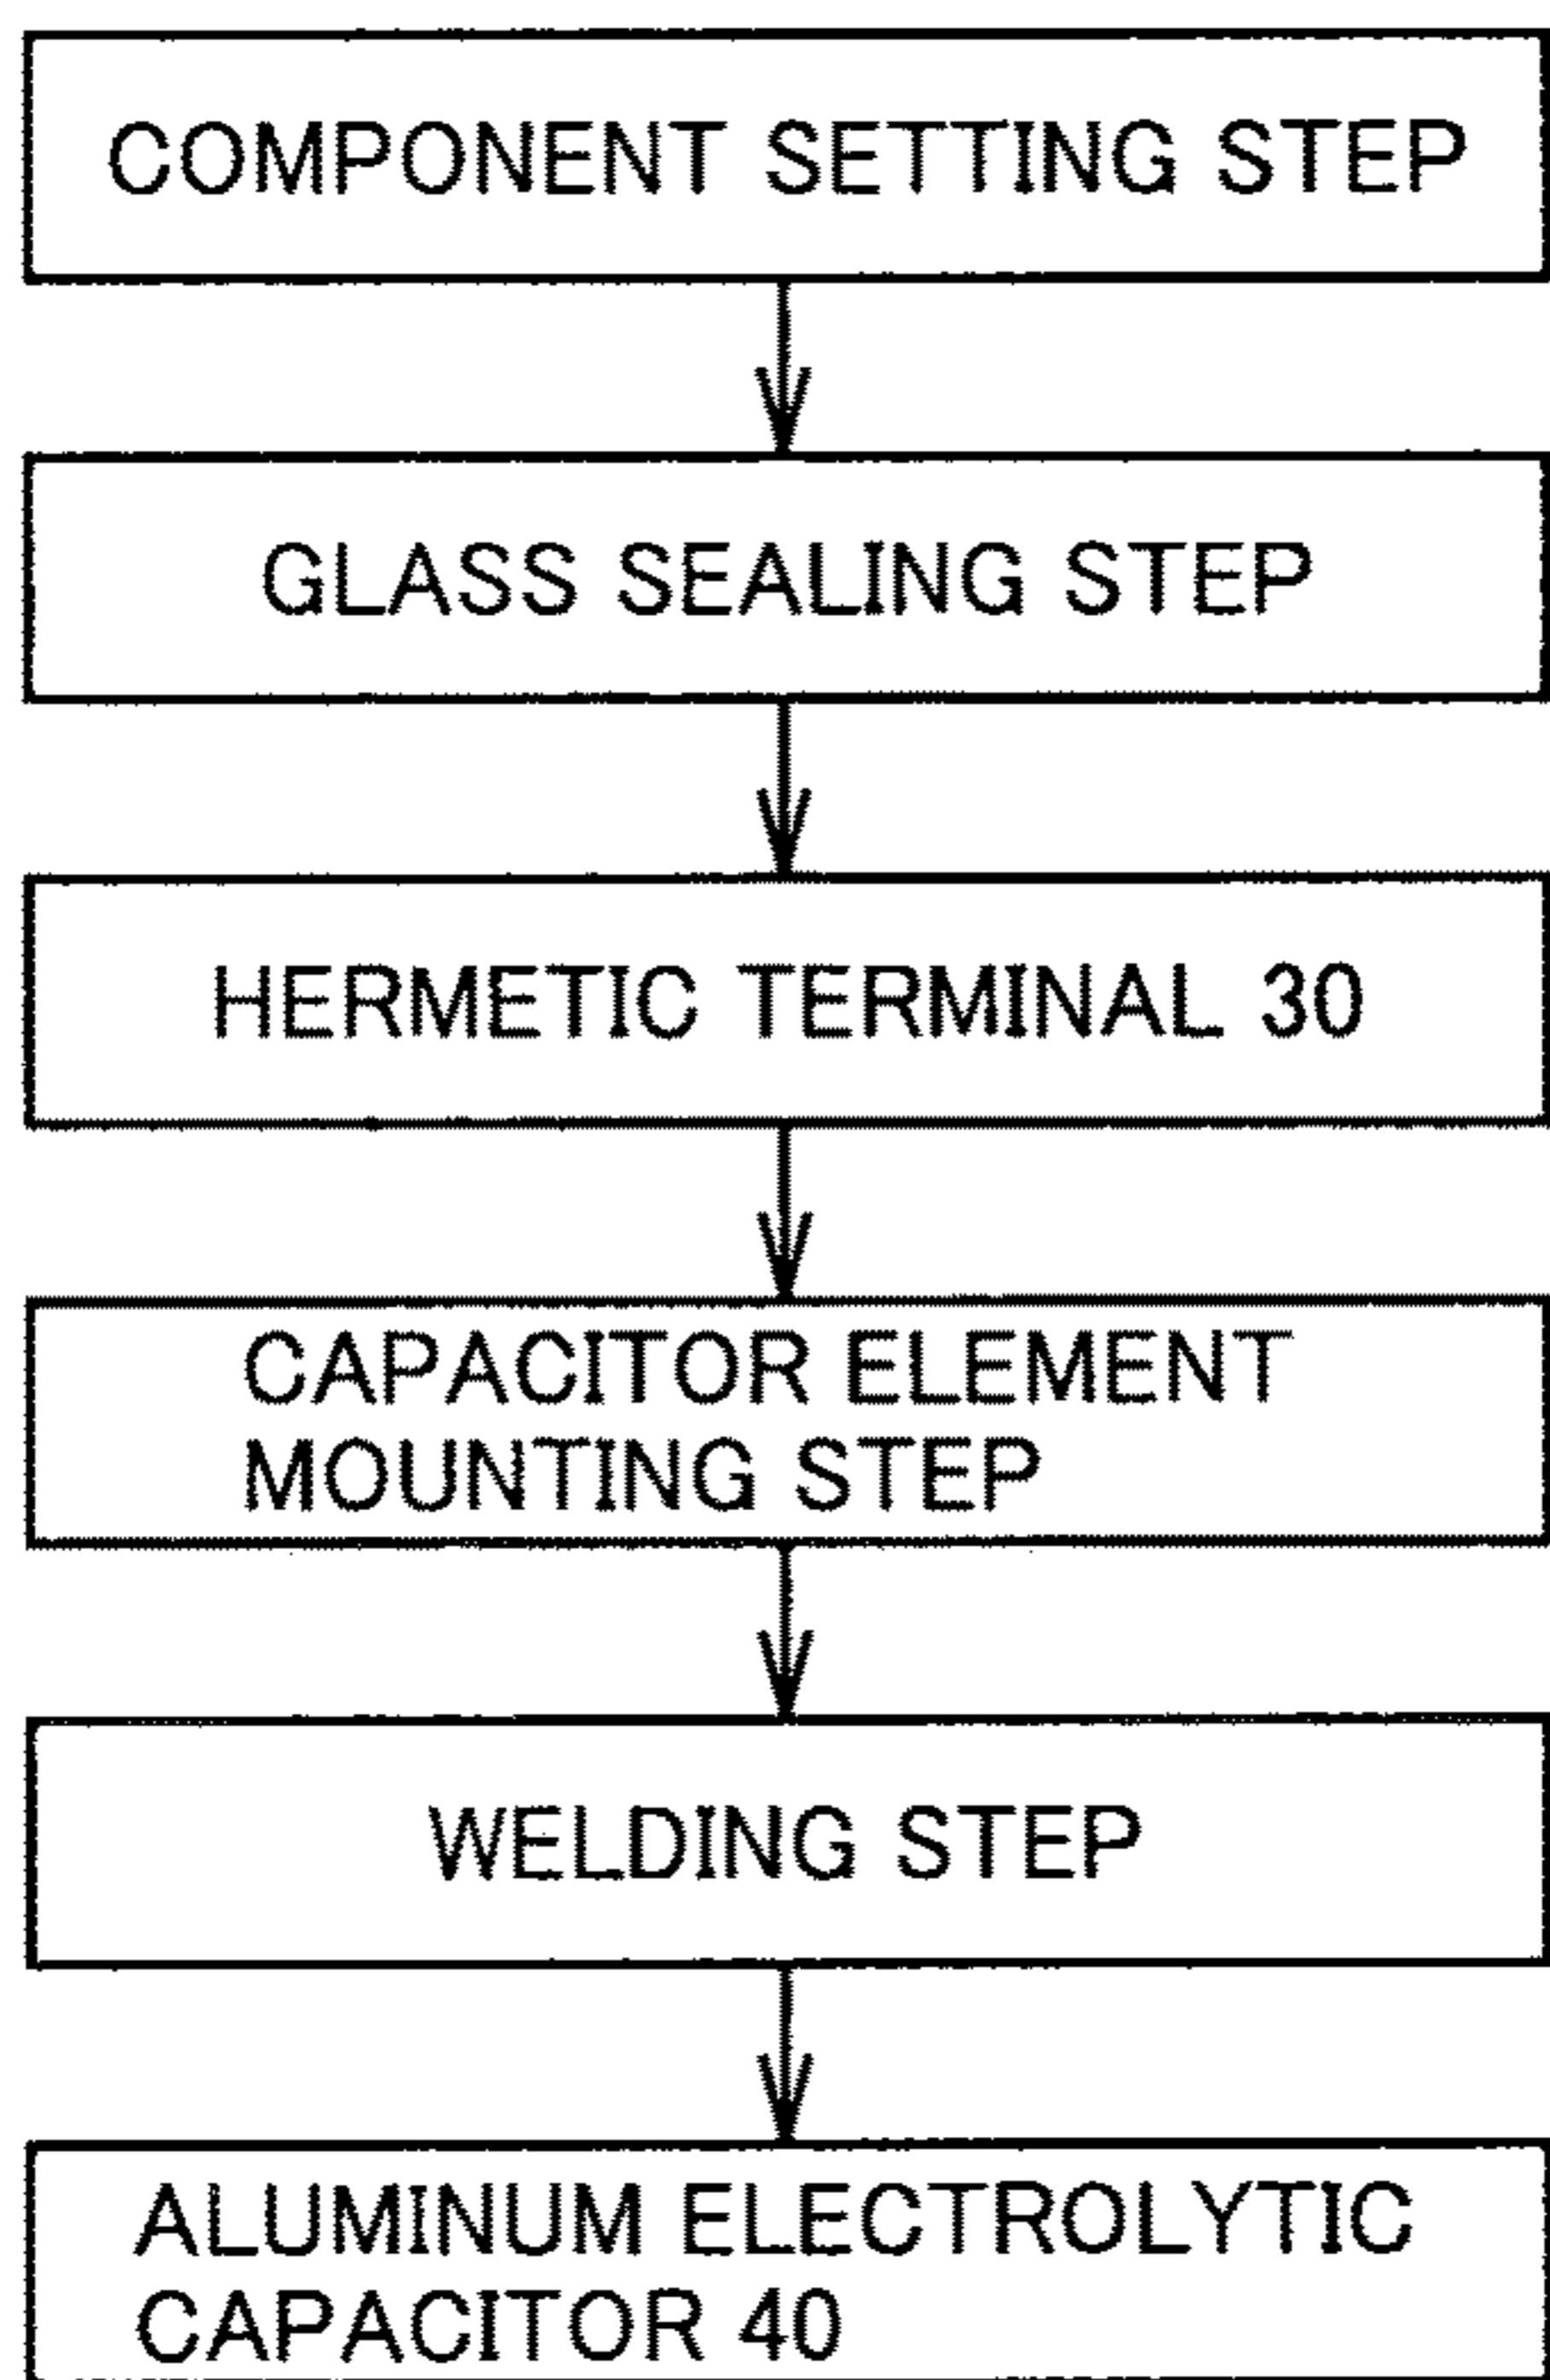 COMPONENT SETTING STEP
GLASS SEALING STEP
HERMETIC TERMINAL 30
CAPACITOR ELEMENT
MOUNTING STEP
WELDING STEP
ALUMINUM ELECTROLYTIC
CAPACITOR 40